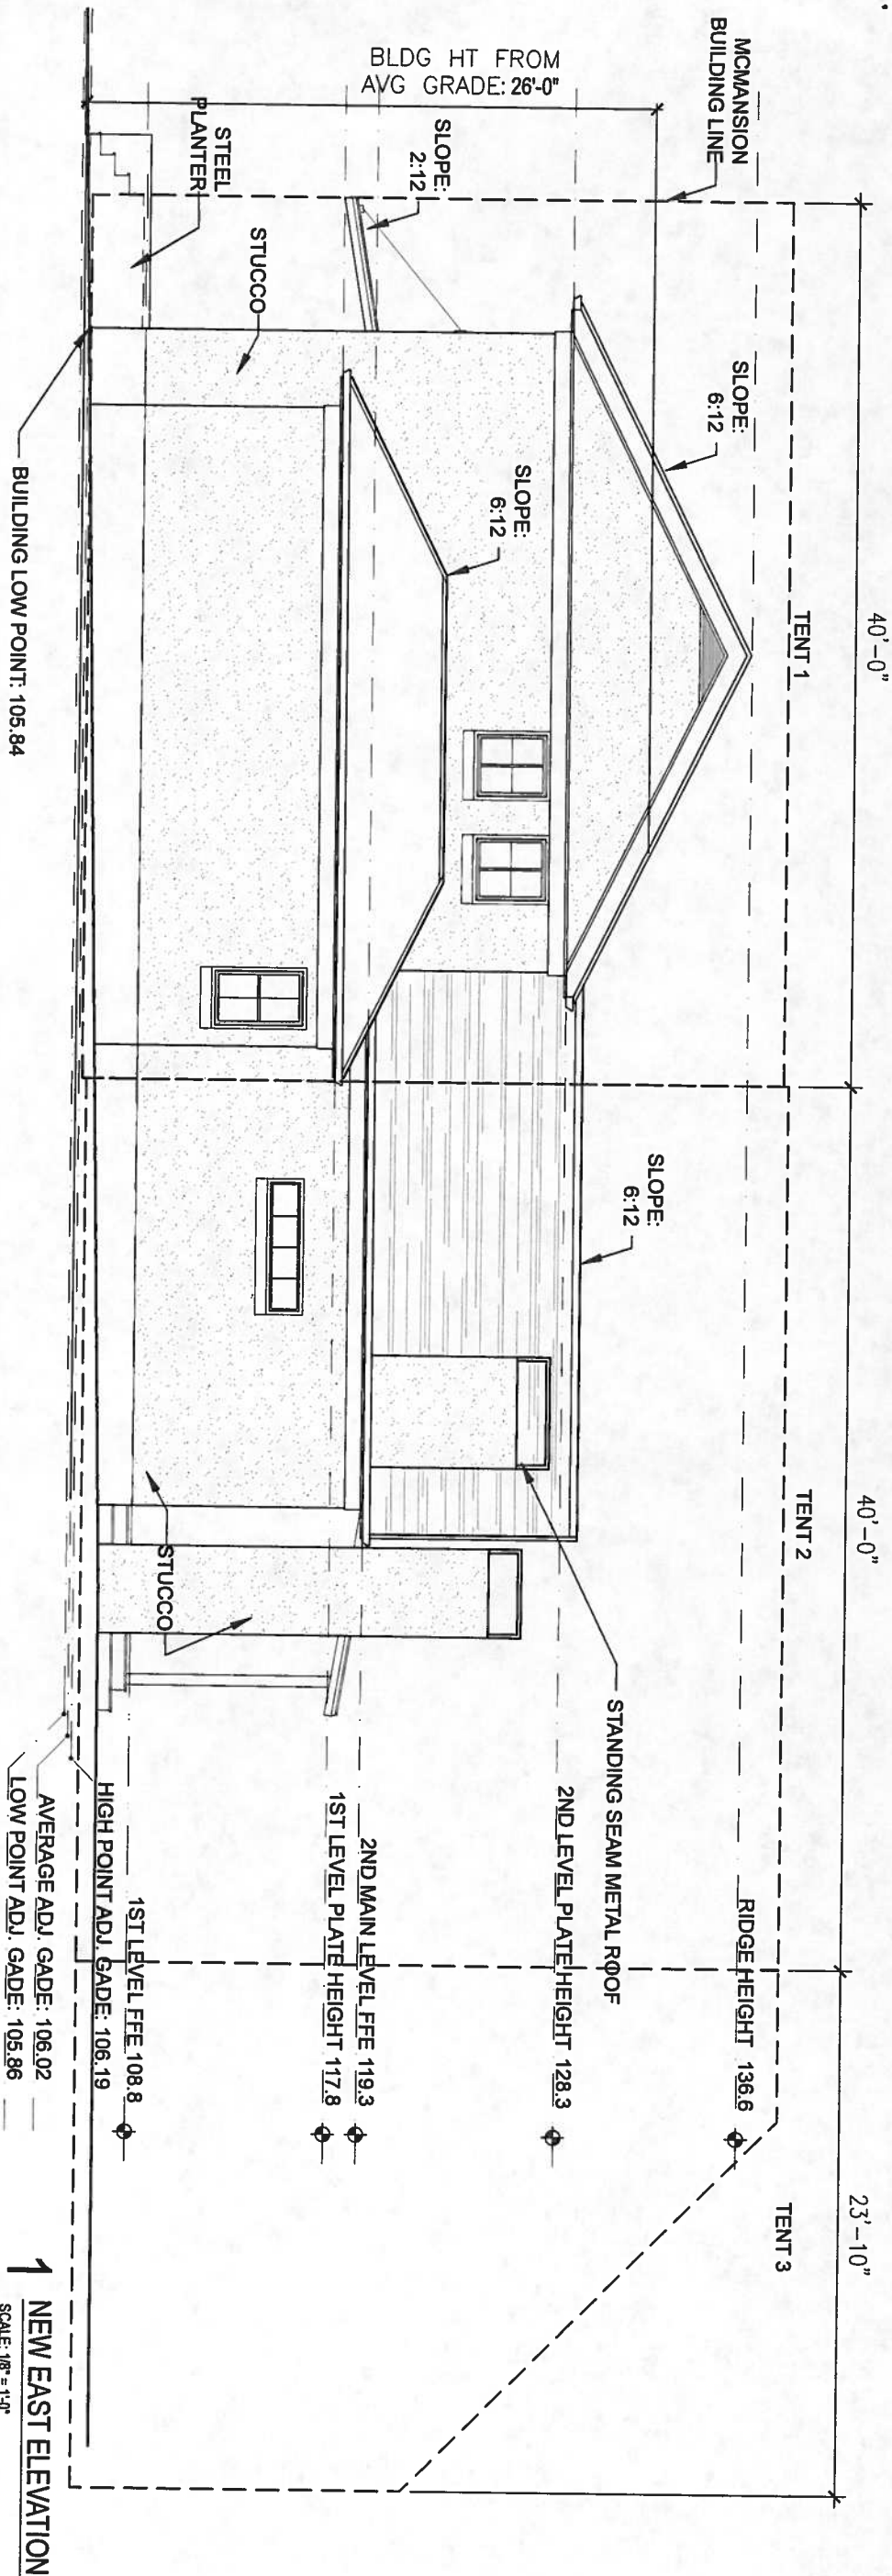 BLDG HT FROM
AVG GRADE: 26'-0"
MCMANSION
BUILDING LINE
40'-0"
40'-0"
23'-10"
TENT 1
TENT 2
TENT 3
SLOPE:
6:12
SLOPE:
2:12
SLOPE:
6:12
SLOPE:
6:12
STEEL
PLANTER
STUCCO
STUCCO
STANDING SEAM METAL ROOF
RIDGE HEIGHT 136.6
2ND LEVEL PLATE HEIGHT 128.3
2ND MAIN LEVEL FFE 119.3
1ST LEVEL PLATE HEIGHT 117.8
1ST LEVEL FFE 108.8
HIGH POINT ADJ. GADE: 106.19
AVERAGE ADJ. GADE: 106.02
LOW POINT ADJ. GADE: 105.86
BUILDING LOW POINT: 105.84
1 NEW EAST ELEVATION
SCALE: 1/8" = 1'-0"